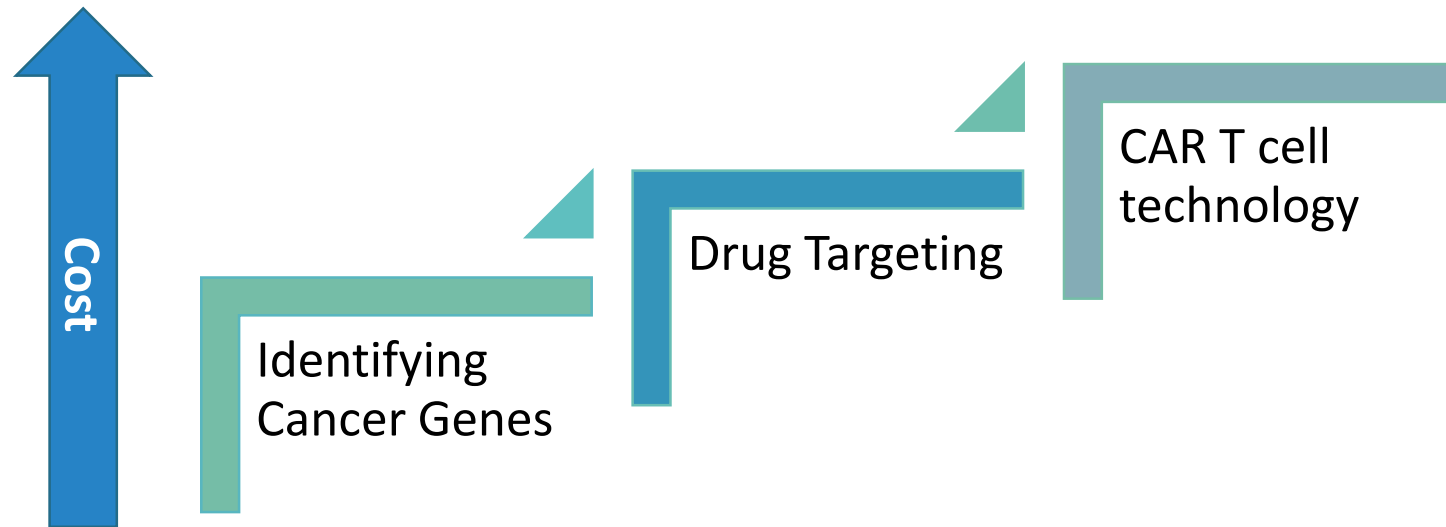 Cost
Identifying
Cancer Genes
Drug Targeting
CAR T cell
technology